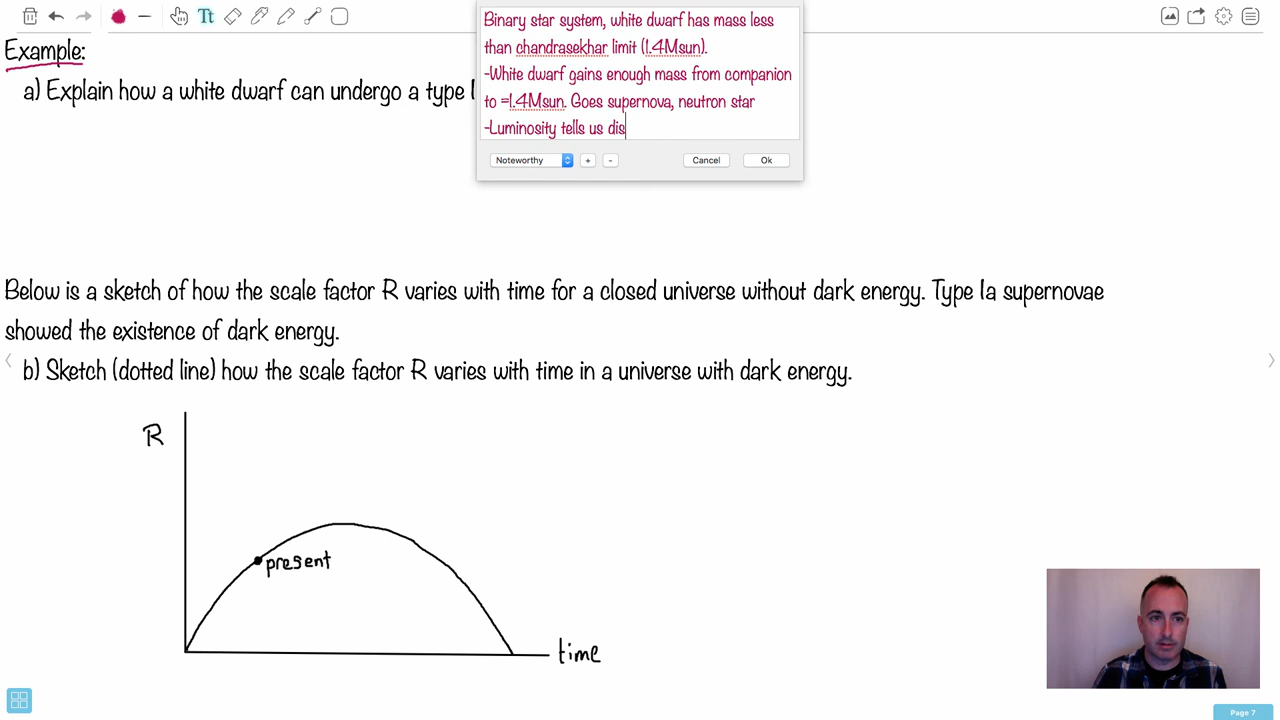 Binary star system, white dwarf has mass less
than chandrasekhar limit (1.4Msun).
-White dwarf gains enough mass from companion
to =1.4Msun. Goes supernova, neutron star
-Luminosity tells us dis
Noteworthy
+
-
Cancel
Ok
Tt
Example:
a) Explain how a white dwarf can undergo a type I
Below is a sketch of how the scale factor R varies with time for a closed universe without dark energy. Type Ia supernovae
showed the existence of dark energy.
b) Sketch (dotted line) how the scale factor R varies with time in a universe with dark energy.
R
present
time
Page 7